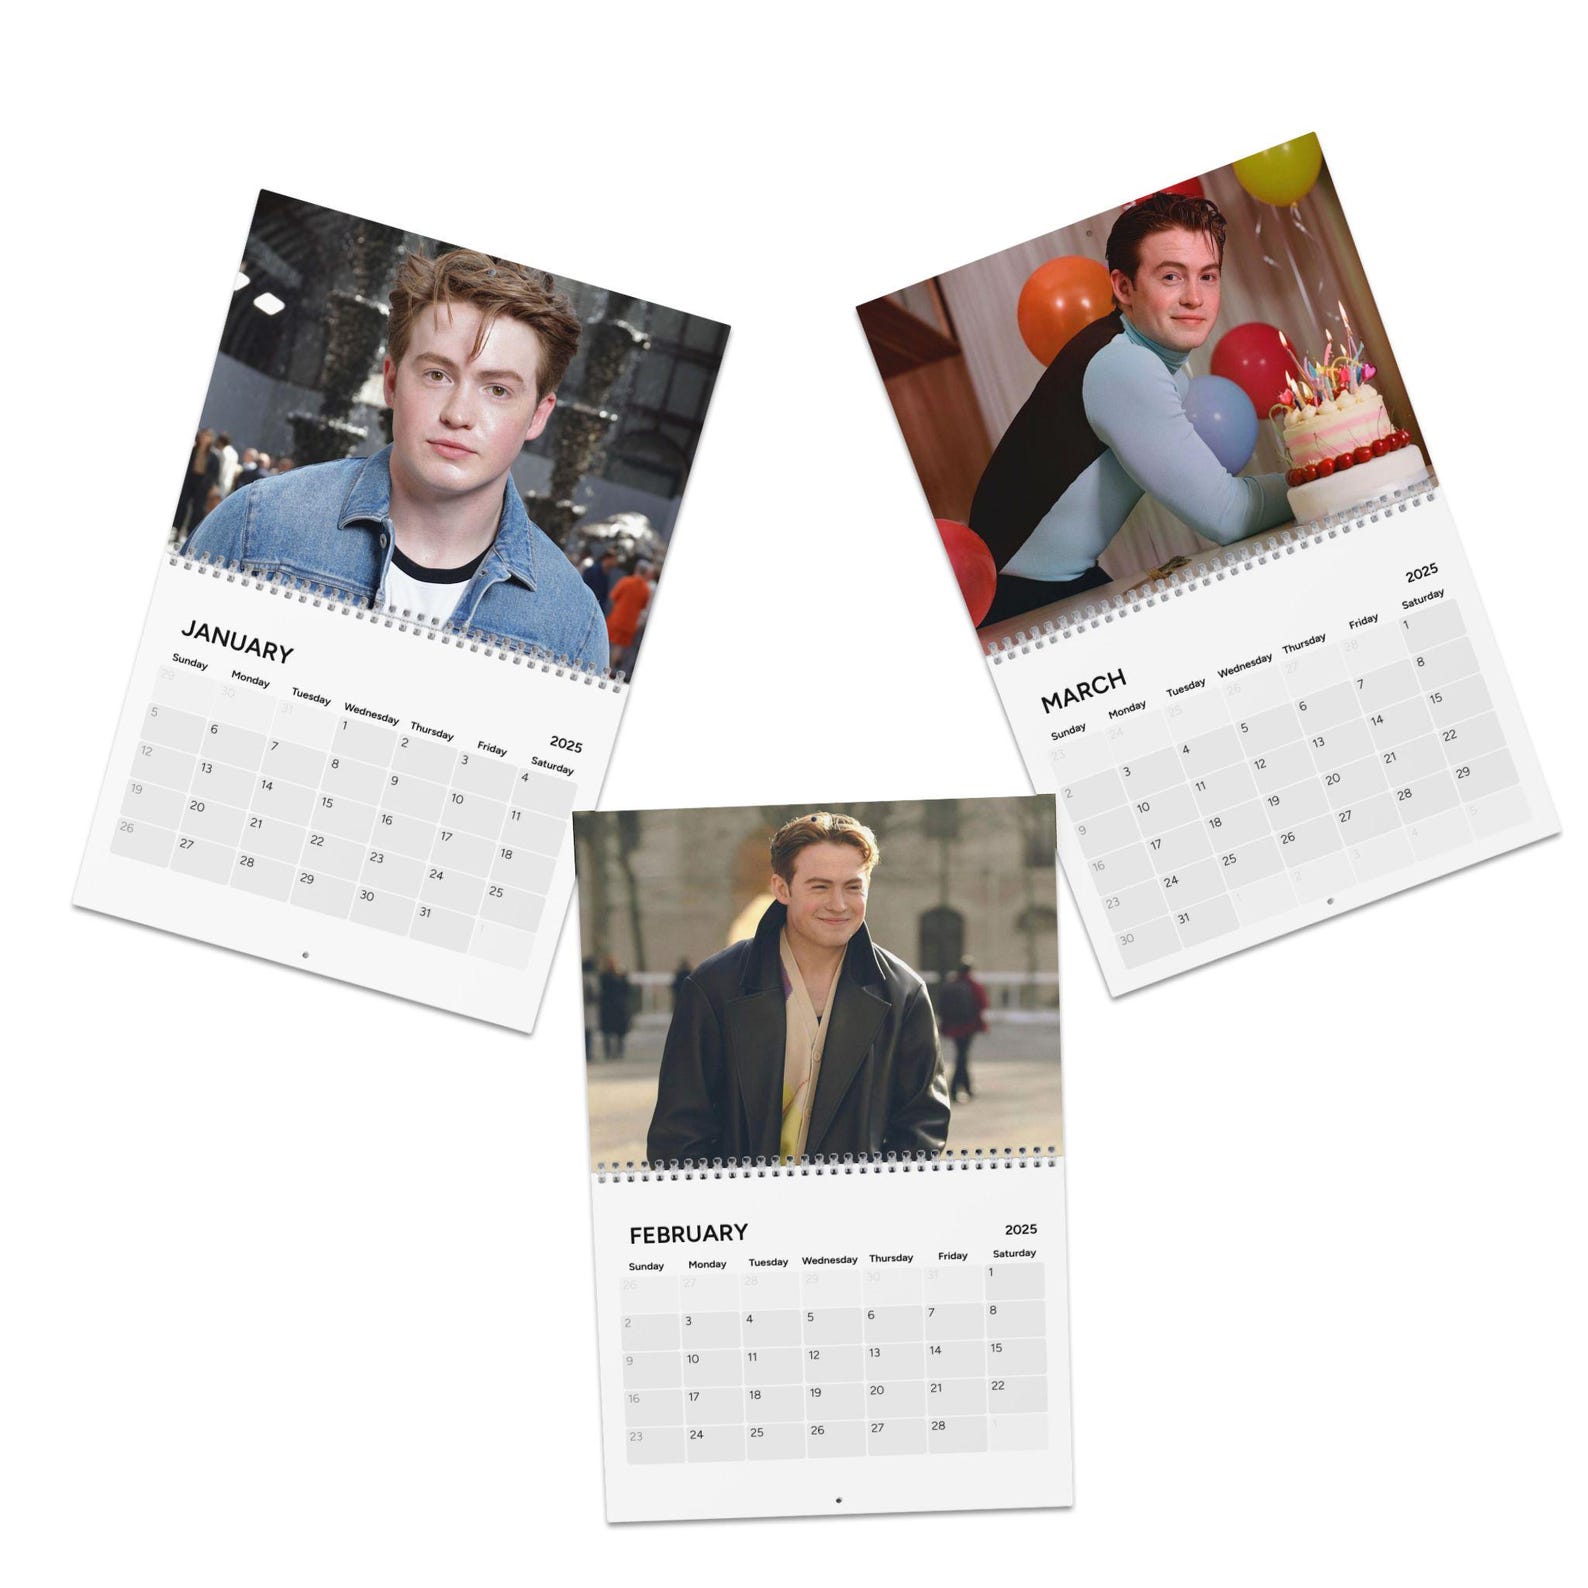 JANUARY
2025
Sunday Monday Tuesday Wednesday Thursday Friday Saturday
29 30 31 1 2 3 4
5 6 7 8 9 10 11
12 13 14 15 16 17 18
19 20 21 22 23 24 25
26 27 28 29 30 31 1
MARCH
2025
Sunday Monday Tuesday Wednesday Thursday Friday Saturday
23 24 25 26 27 28 1
2 3 4 5 6 7 8
9 10 11 12 13 14 15
16 17 18 19 20 21 22
23 24 25 26 27 28 29
30 31 1 2 3 4 5
FEBRUARY
2025
Sunday Monday Tuesday Wednesday Thursday Friday Saturday
26 27 28 29 30 31 1
2 3 4 5 6 7 8
9 10 11 12 13 14 15
16 17 18 19 20 21 22
23 24 25 26 27 28 1